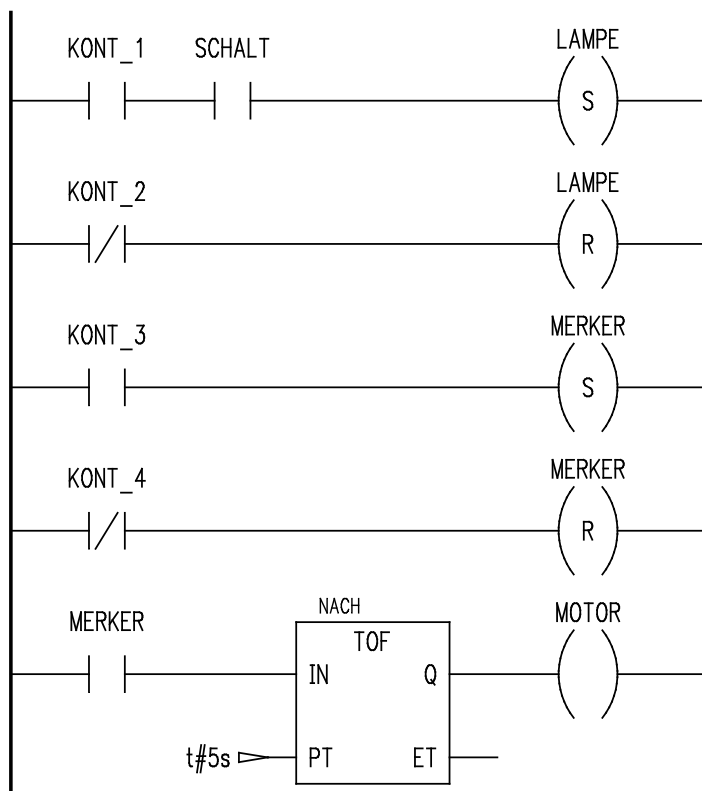 KONT_1 SCHALT LAMPE
S
KONT_2 LAMPE
R
KONT_3 MERKER
S
KONT_4 MERKER
R
MERKER NACH MOTOR
TOF
IN Q
t#5s PT ET